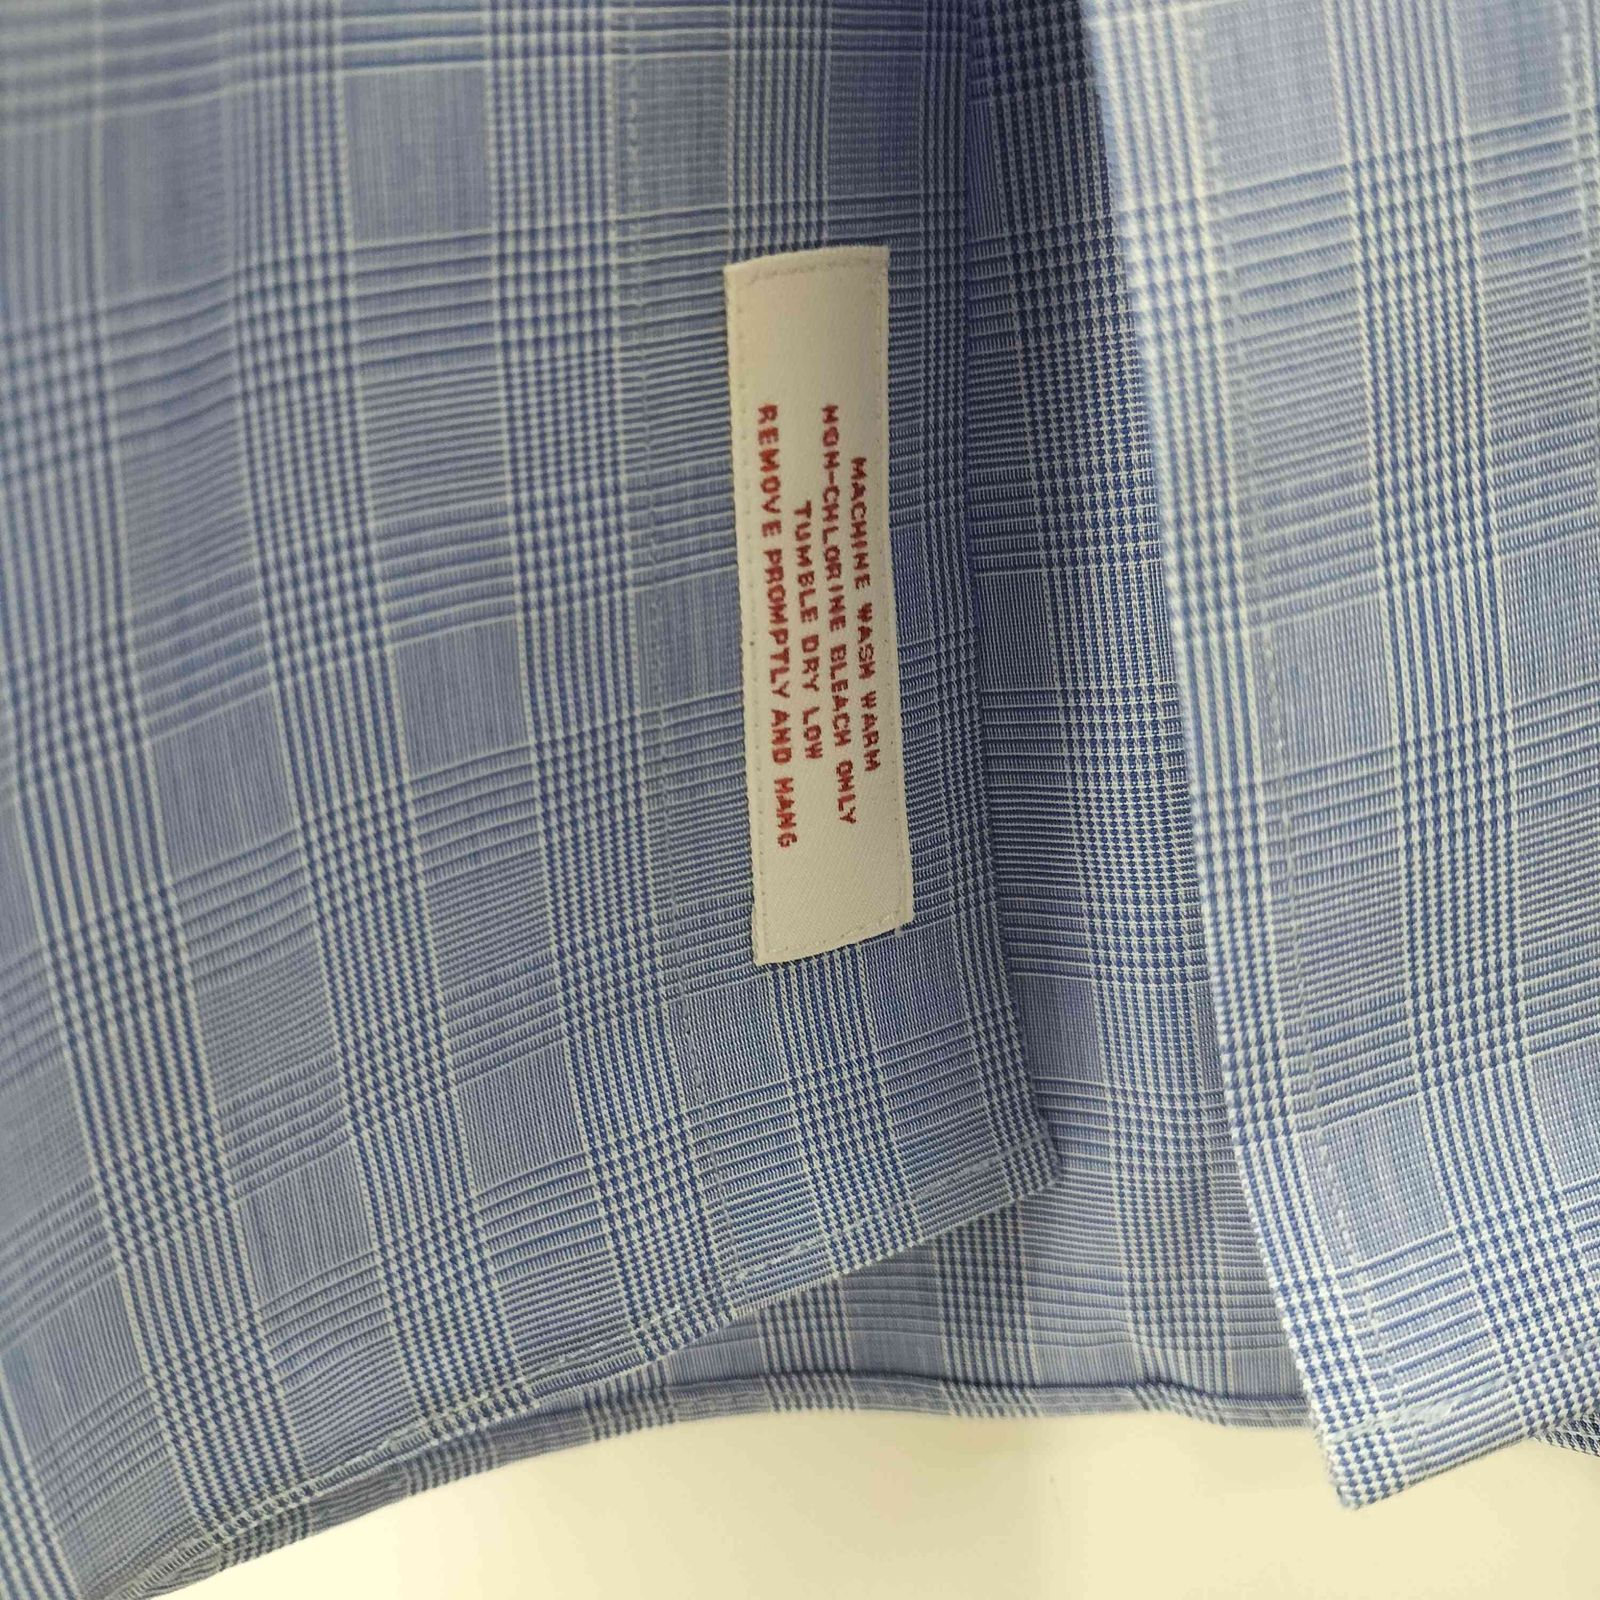 MACHINE WASH WARM
NON-CHLORINE BLEACH ONLY
TUMBLE DRY LOW
REMOVE PROMPTLY AND HANG